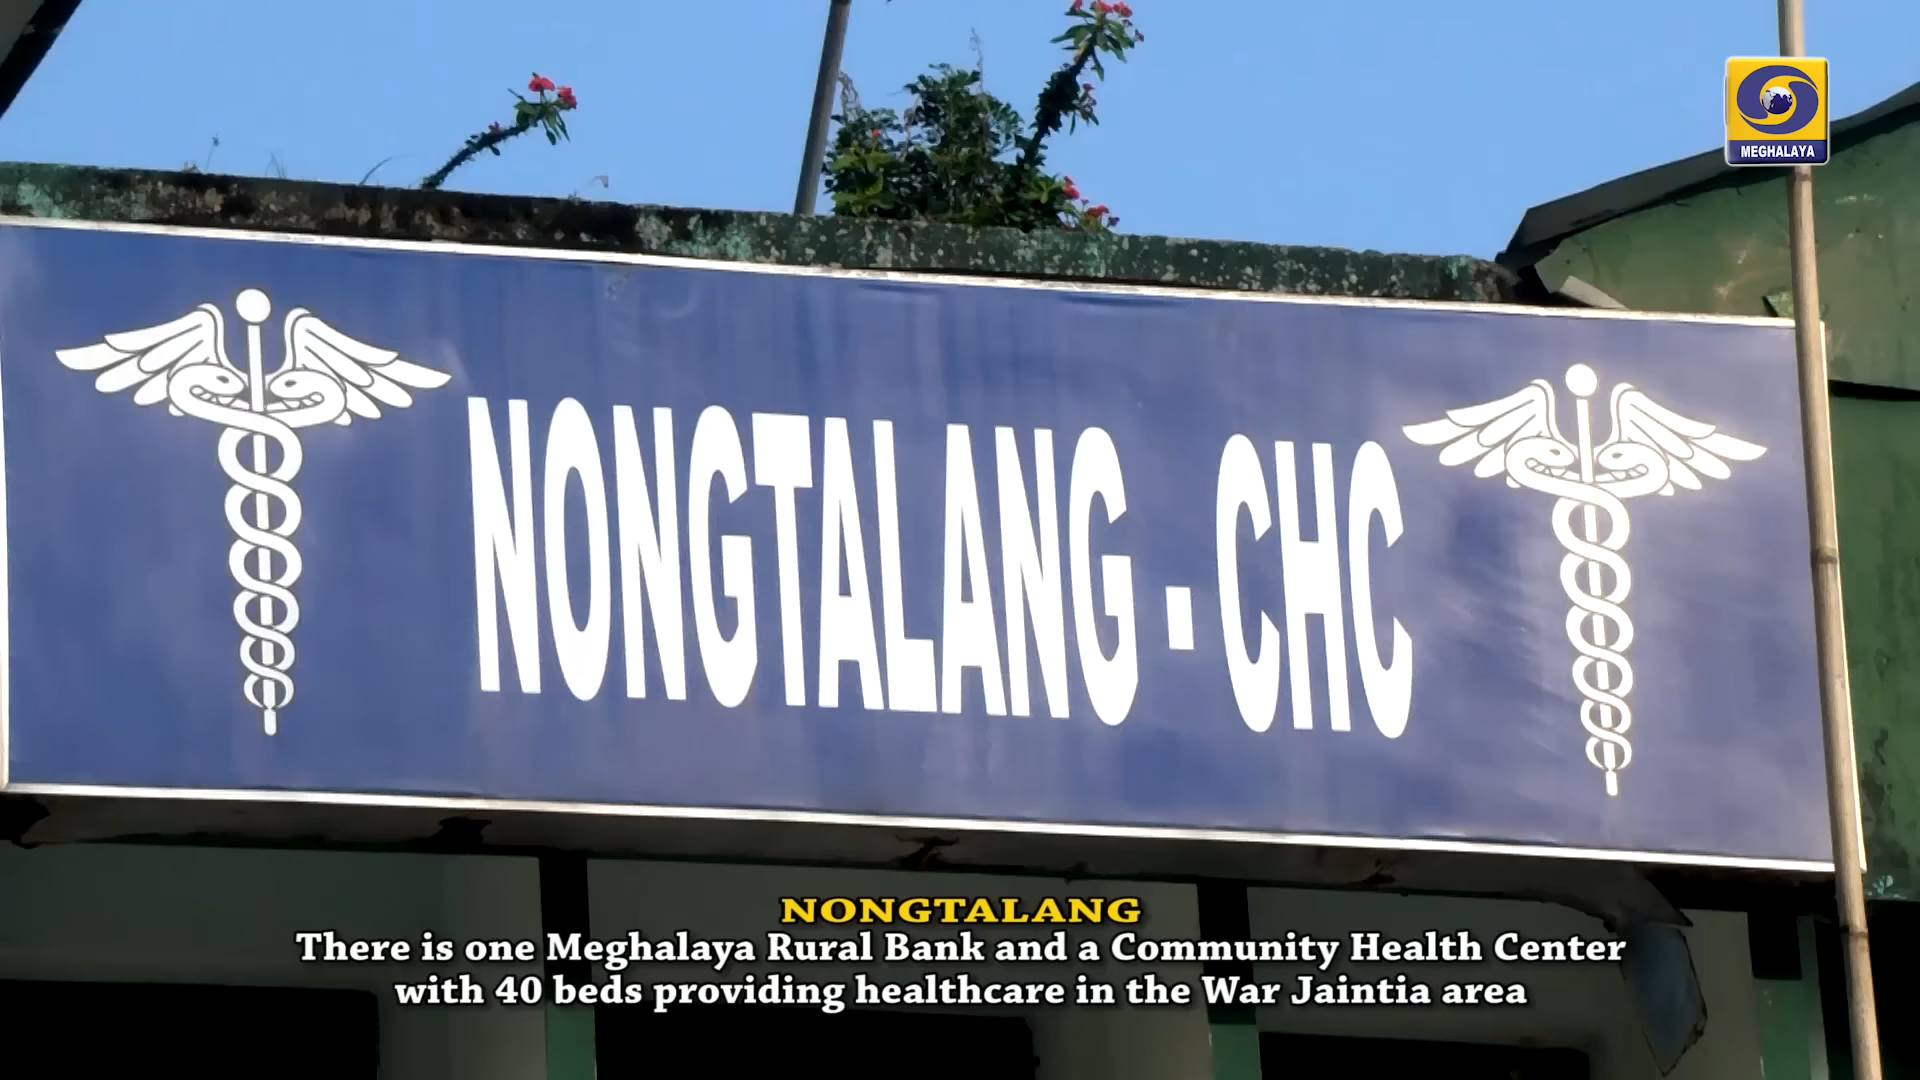 MEGHALAYA
NONGTALANG - CHC
NONGTALANG
There is one Meghalaya Rural Bank and a Community Health Center
with 40 beds providing healthcare in the War Jaintia area